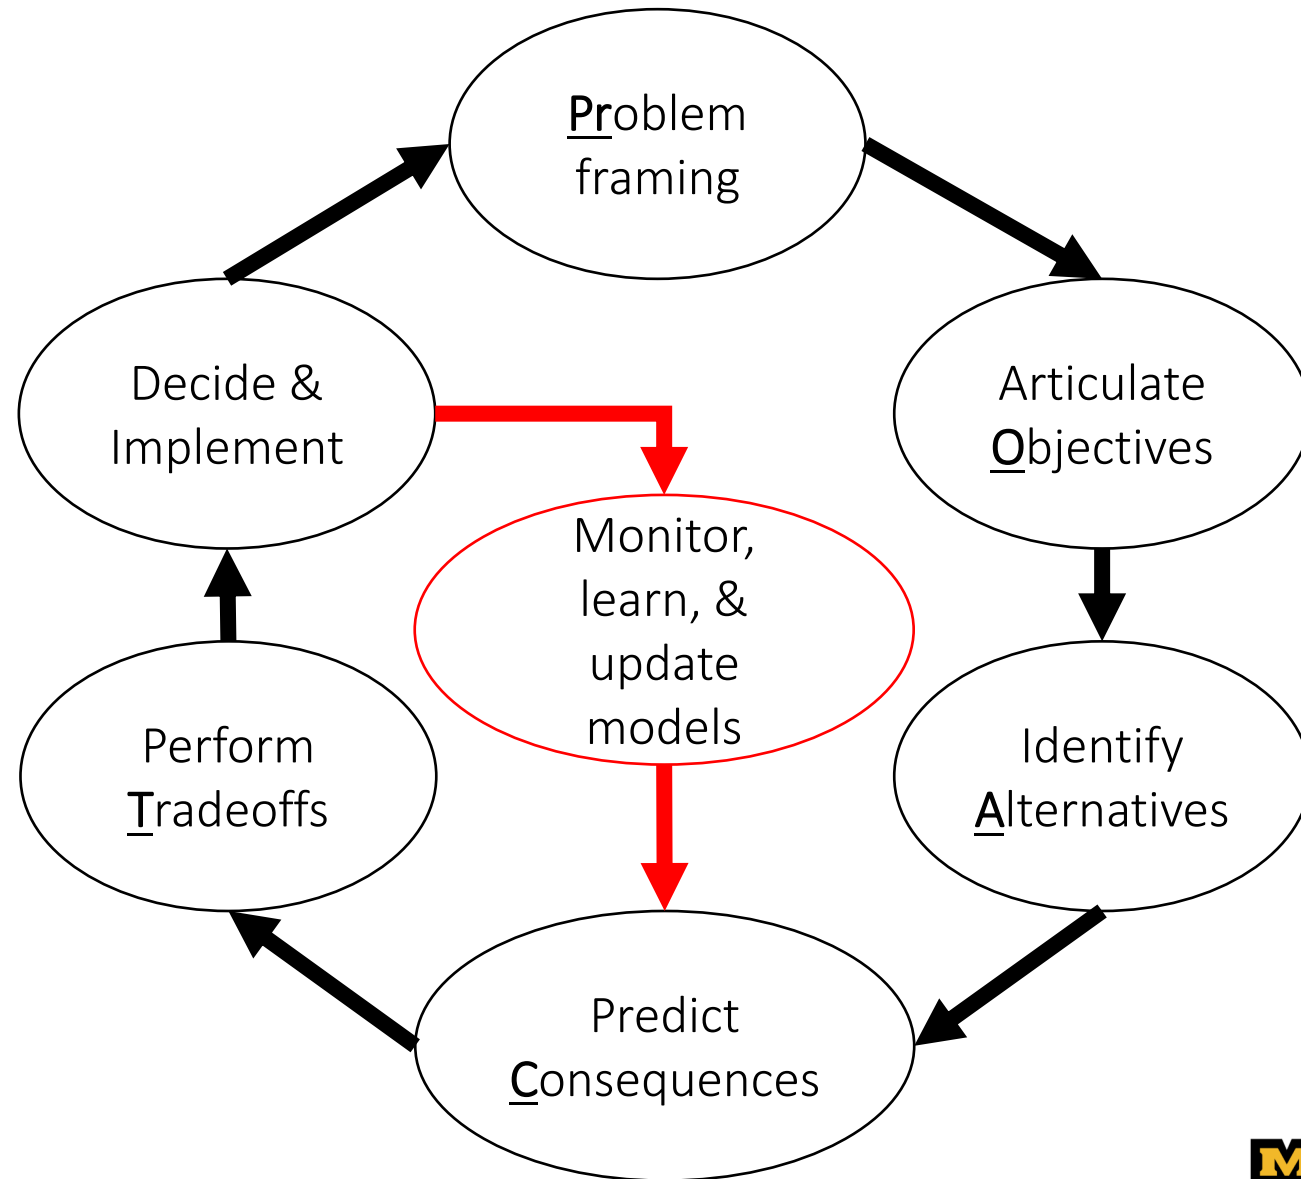 Problem
framing
Articulate
Objectives
Identify
Alternatives
Predict
Consequences
Perform
Tradeoffs
Decide &
Implement
Monitor,
learn, &
update
models
M